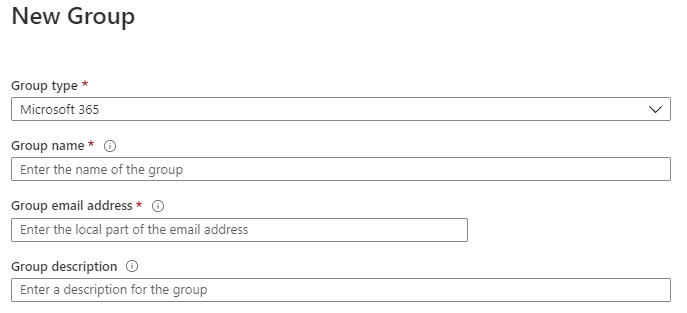 New Group
Group type *
Microsoft 365
Group name *
Enter the name of the group
Group email address *
Enter the local part of the email address
Group description
Enter a description for the group